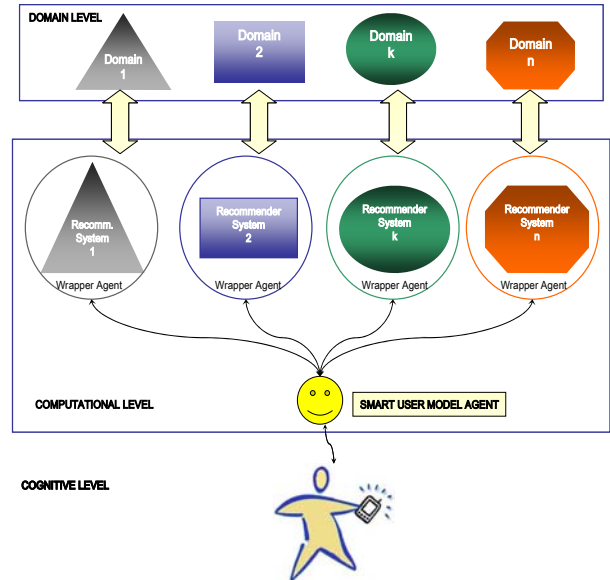 DOMAIN LEVEL
Domain
1
Domain
2
Domain
k
Domain
n
Recomm.
System
1
Wrapper Agent
Recommender
System
2
Wrapper Agent
Recommender
System
k
Wrapper Agent
Recommender
System
n
Wrapper Agent
COMPUTATIONAL LEVEL
SMART USER MODEL AGENT
COGNITIVE LEVEL